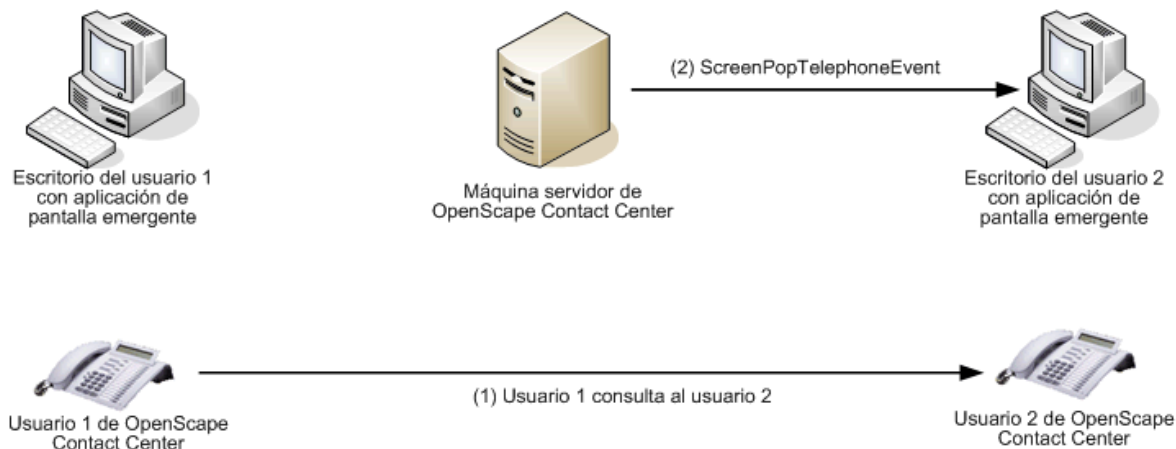 (2) ScreenPopTelephoneEvent
Escritorio del usuario 1
con aplicación de
pantalla emergente
Máquina servidor de
OpenScape Contact Center
Escritorio del usuario 2
con aplicación de
pantalla emergente
(1) Usuario 1 consulta al usuario 2
Usuario 1 de OpenScape
Contact Center
Usuario 2 de OpenScape
Contact Center